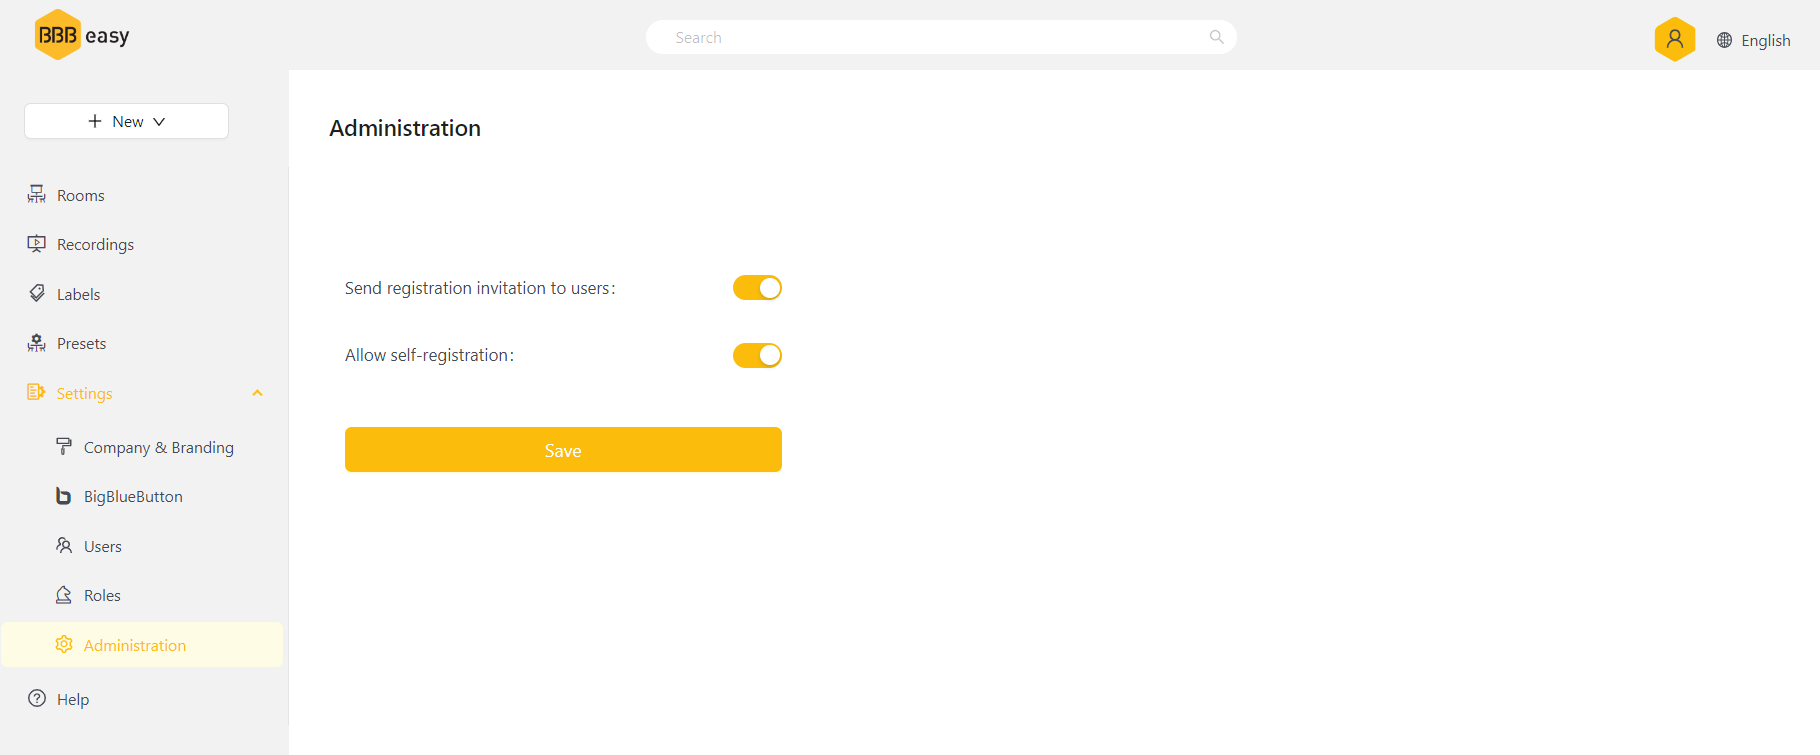 BBB easy
Search
English
New
Administration
Rooms
Recordings
Labels
Presets
Settings
Company & Branding
BigBlueButton
Users
Roles
Administration
Help
Send registration invitation to users:
Allow self-registration:
Save